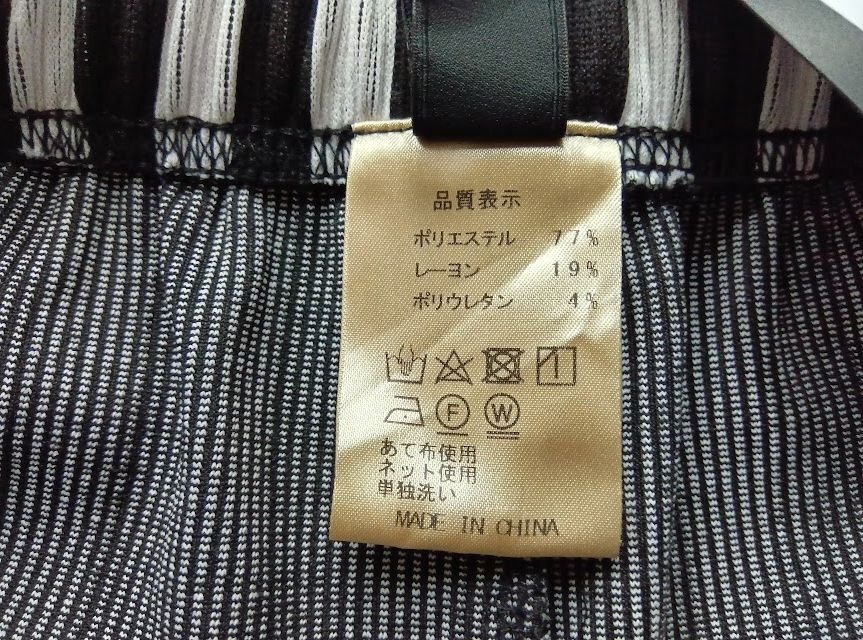 品質表示
ポリエステル 77%
レーヨン 19%
ポリウレタン 4%
F W
あて布使用
ネット使用
単独洗い
MADE IN CHINA